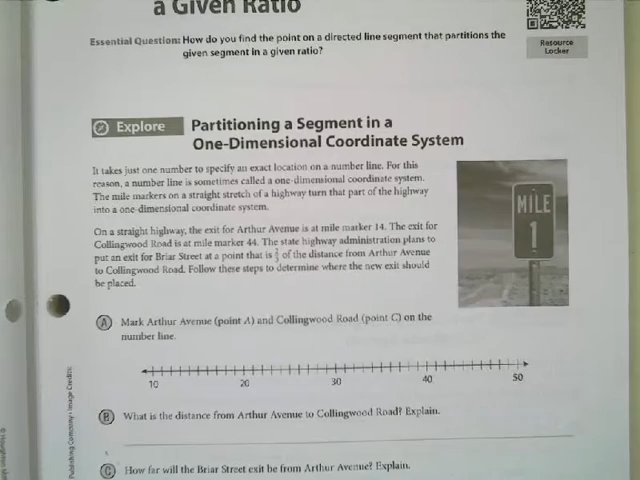 a Given Ratio
Essential Question: How do you find the point on a directed line segment that partitions the
given segment in a given ratio?
Resource
Locker
Explore
Partitioning a Segment in a
One-Dimensional Coordinate System
It takes just one number to specify an exact location on a number line. For this
reason, a number line is sometimes called a one-dimensional coordinate system.
The mile markers on a straight stretch of a highway turn that part of the highway
into a one-dimensional coordinate system.
On a straight highway, the exit for Arthur Avenue is at mile marker 14. The exit for
Collingwood Road is at mile marker 44. The state highway administration plans to
put an exit for Briar Street at a point that is of the distance from Arthur Avenue
to Collingwood Road. Follow these steps to determine where the new exit should
be placed.
MILE
1
A Mark Arthur Avenue (point A) and Collingwood Road (point C) on the
number line.
10 20 30 40 50
B What is the distance from Arthur Avenue to Collingwood Road? Explain.
C How far will the Briar Street exit be from Arthur Avenue? Explain.
Publishing Company • Image Credits: